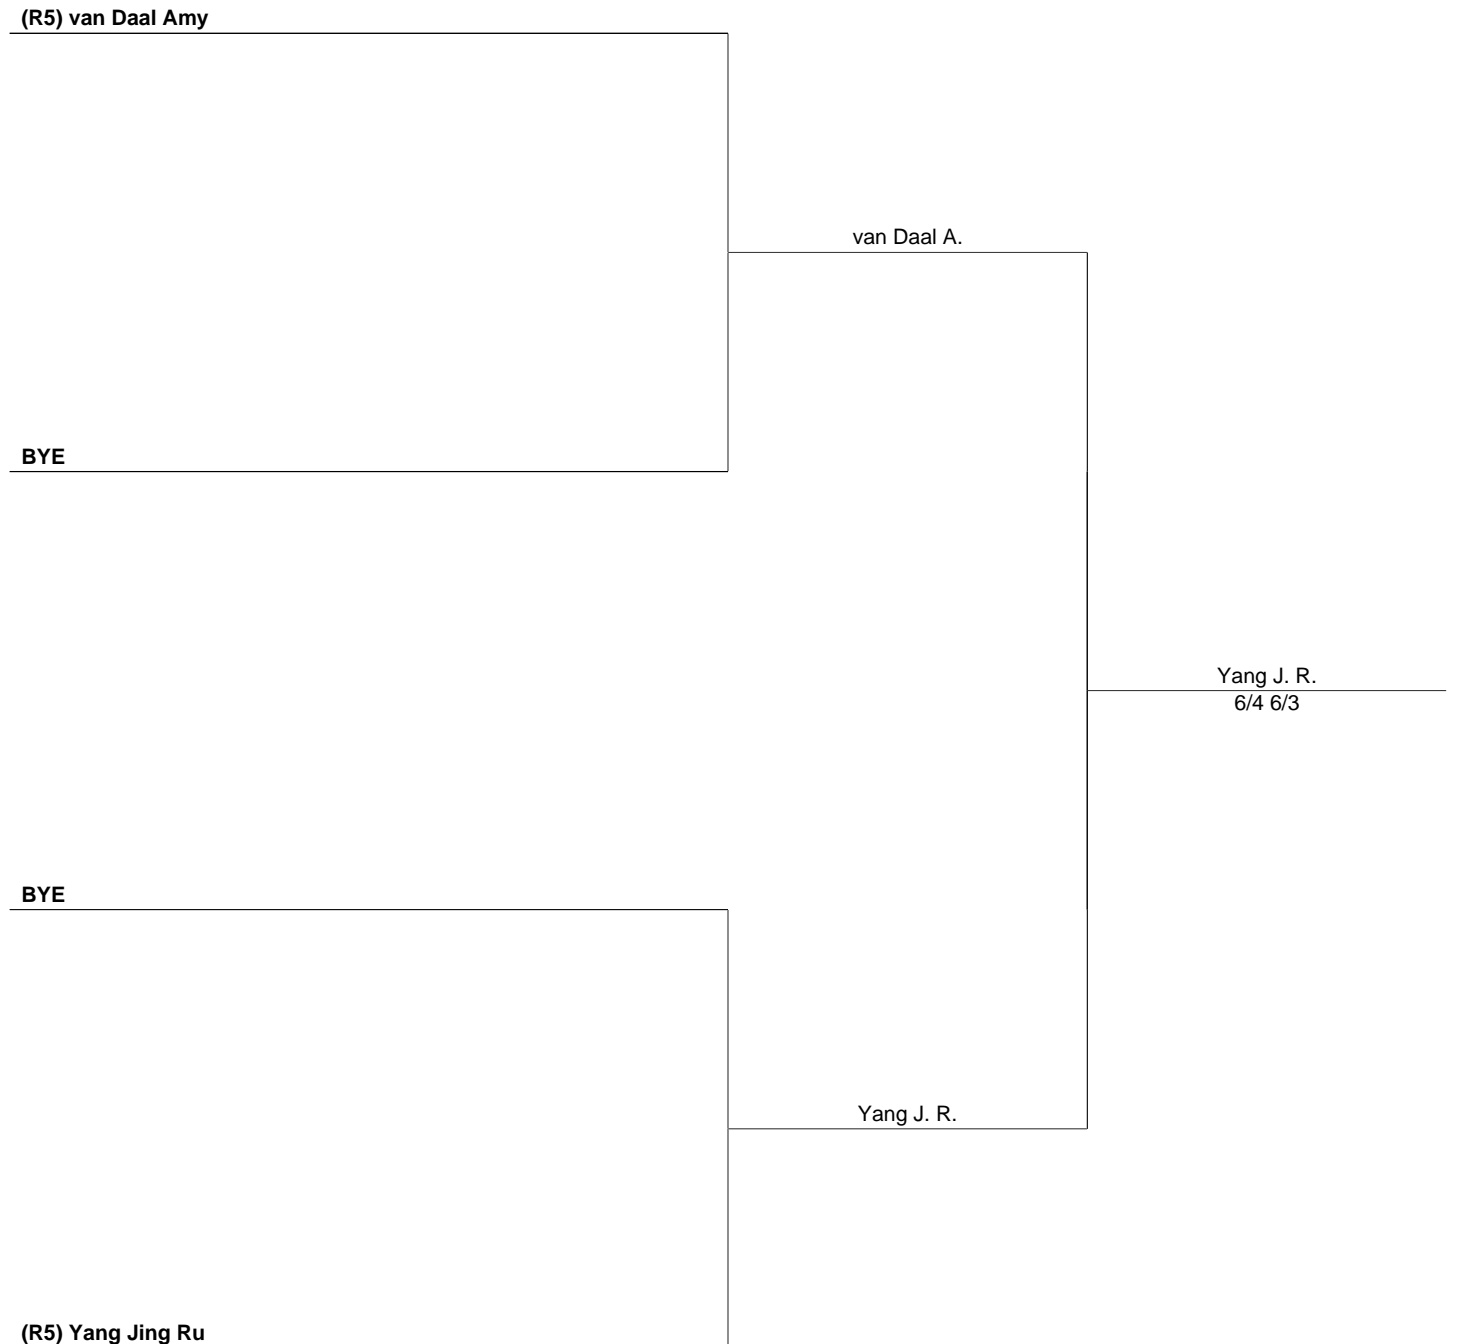 (R5) van Daal Amy
van Daal A.
BYE
Yang J. R.
6/4 6/3
BYE
Yang J. R.
(R5) Yang Jing Ru